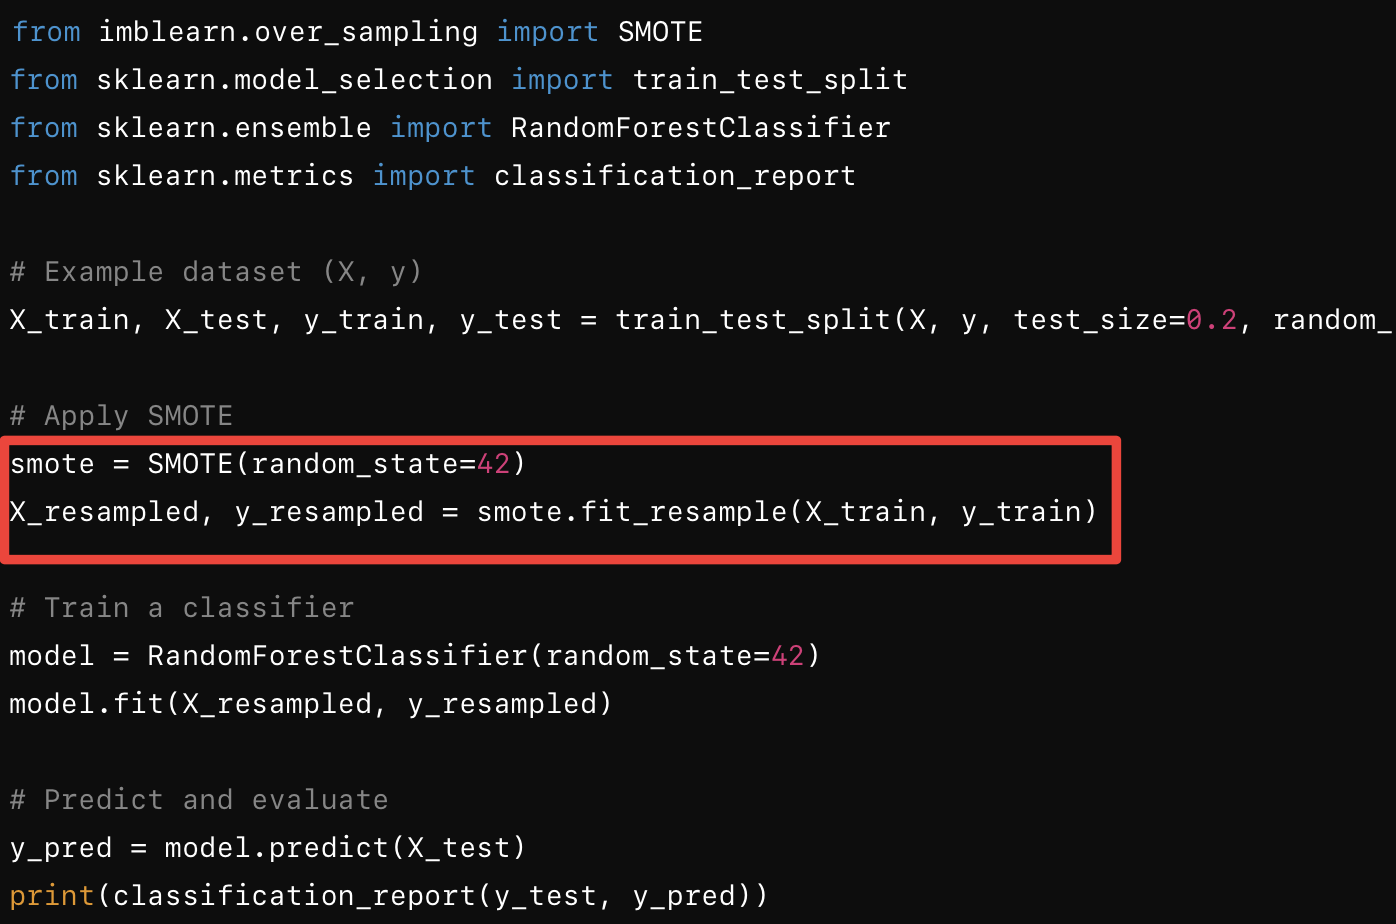 from imblearn.over_sampling import SMOTE
from sklearn.model_selection import train_test_split
from sklearn.ensemble import RandomForestClassifier
from sklearn.metrics import classification_report
# Example dataset (X, y)
X_train, X_test, y_train, y_test = train_test_split(X, y, test_size=0.2, random_
# Apply SMOTE
smote = SMOTE(random_state=42)
X_resampled, y_resampled = smote.fit_resample(X_train, y_train)
# Train a classifier
model = RandomForestClassifier(random_state=42)
model.fit(X_resampled, y_resampled)
# Predict and evaluate
y_pred = model.predict(X_test)
print(classification_report(y_test, y_pred))